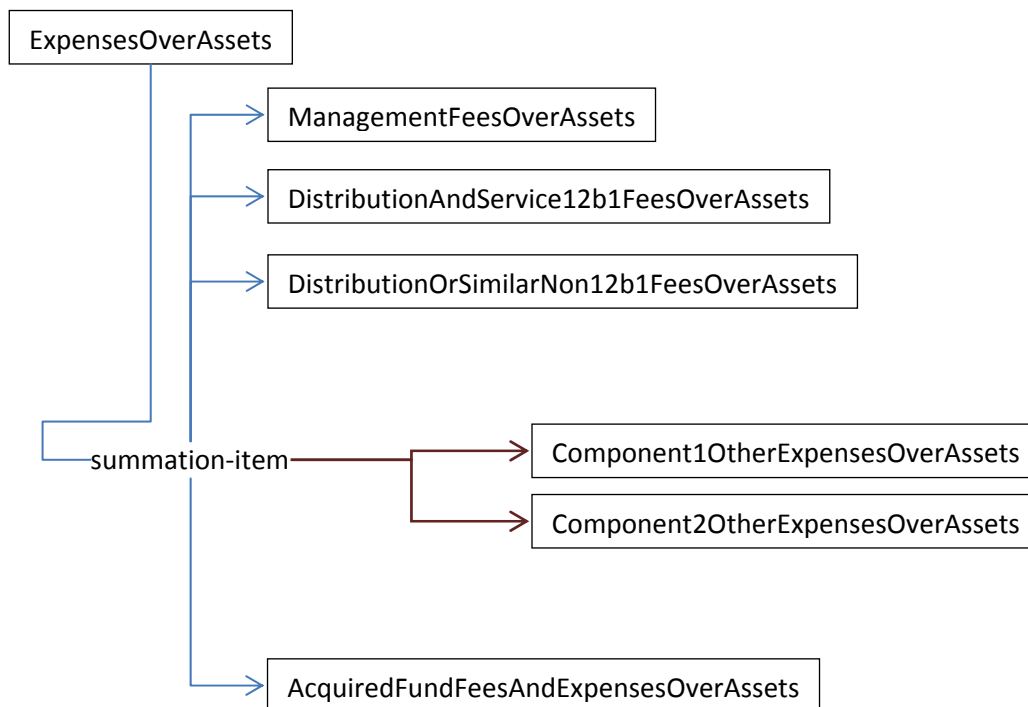 ExpensesOverAssets
ManagementFeesOverAssets
DistributionAndService12b1FeesOverAssets
DistributionOrSimilarNon12b1FeesOverAssets
summation-item
Component1OtherExpensesOverAssets
Component2OtherExpensesOverAssets
AcquiredFundFeesAndExpensesOverAssets